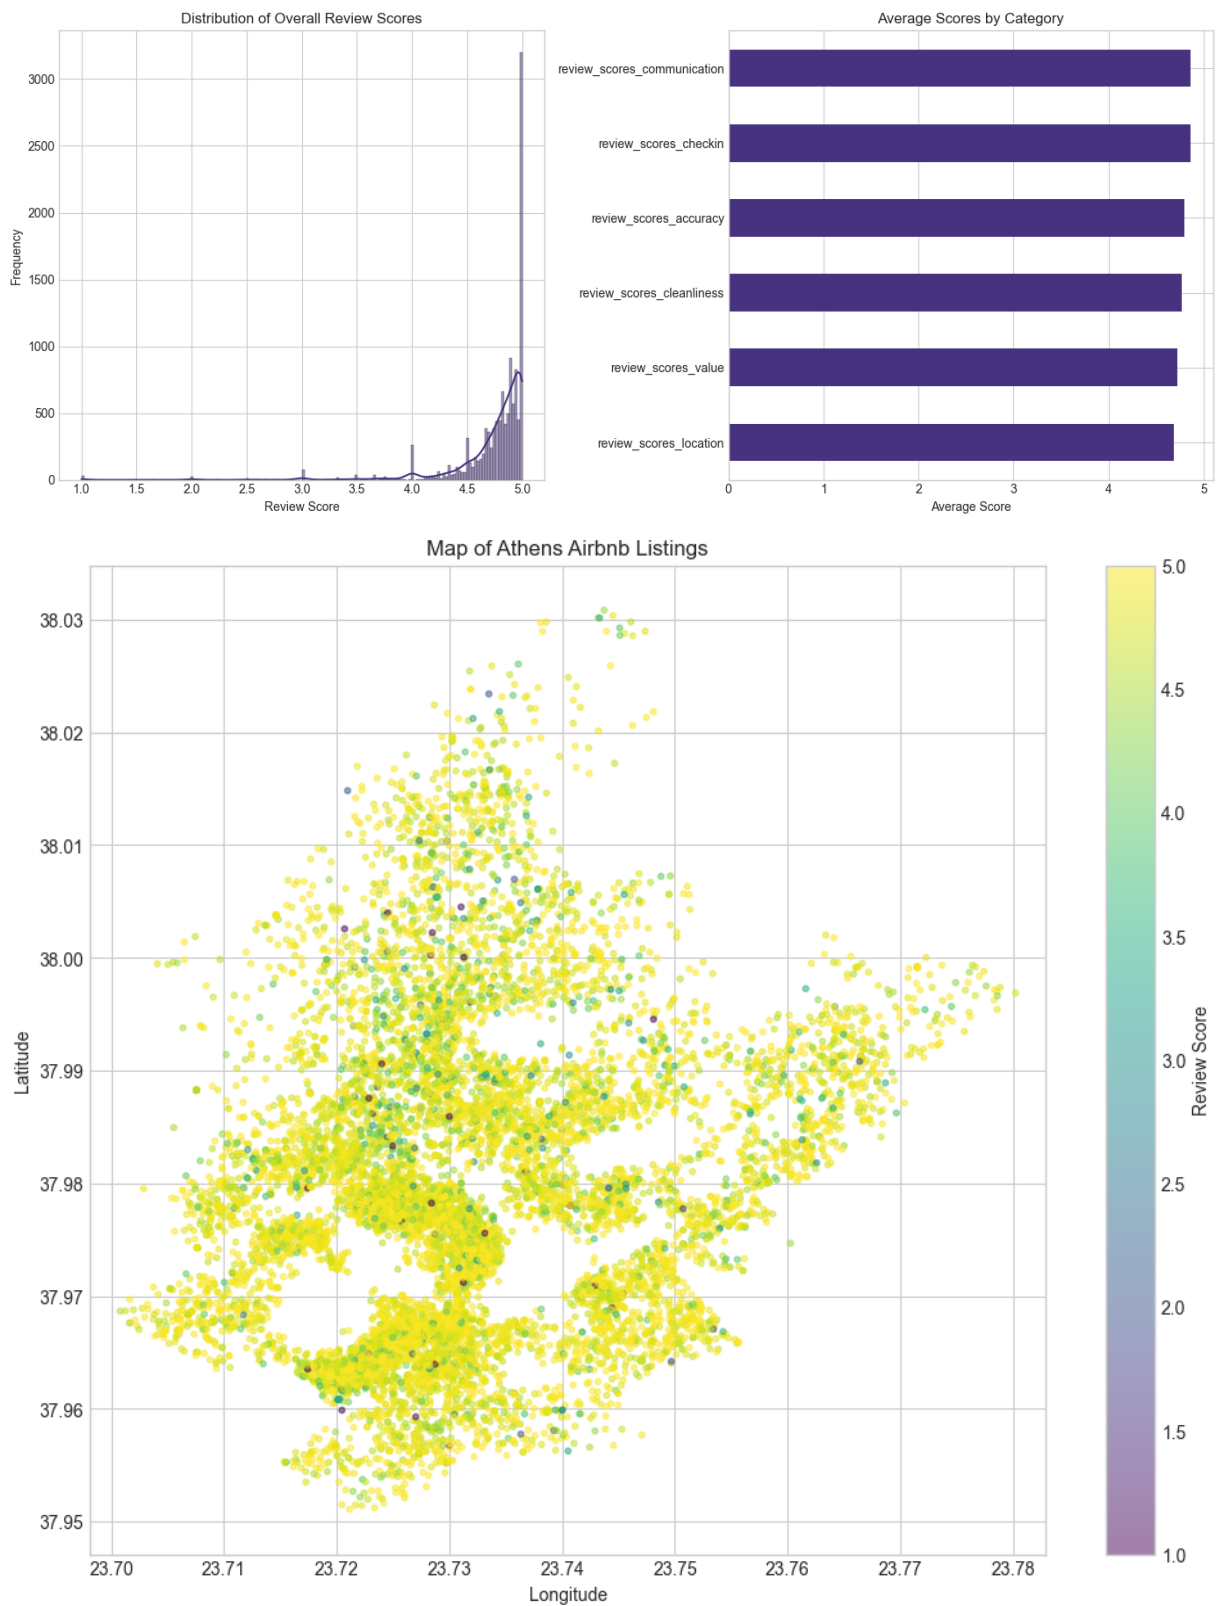 Distribution of Overall Review Scores
Frequency
3000
2500
2000
1500
1000
500
0
1.0 1.5 2.0 2.5 3.0 3.5 4.0 4.5 5.0
Review Score
Average Scores by Category
review_scores_communication
review_scores_checkin
review_scores_accuracy
review_scores_cleanliness
review_scores_value
review_scores_location
0 1 2 3 4 5
Average Score
Map of Athens Airbnb Listings
Latitude
38.03
38.02
38.01
38.00
37.99
37.98
37.97
37.96
37.95
23.70 23.71 23.72 23.73 23.74 23.75 23.76 23.77 23.78
Longitude
5.0
4.5
4.0
3.5
3.0
2.5
2.0
1.5
1.0
Review Score